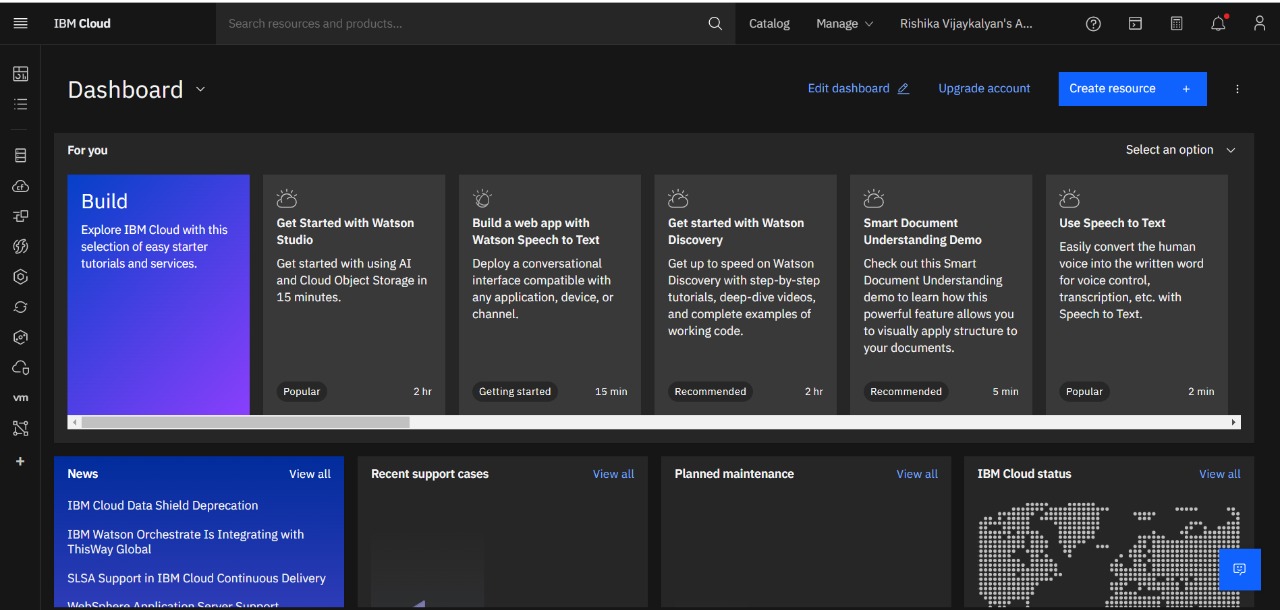 IBM Cloud
Search resources and products...
Catalog
Manage
Rishika Vijaykalyan's A...
Dashboard
Edit dashboard
Upgrade account
Create resource +
For you
Select an option
Build
Explore IBM Cloud with this
selection of easy starter
tutorials and services.
Get Started with Watson
Studio
Get started with using AI
and Cloud Object Storage in
15 minutes.
Popular
2 hr
Build a web app with
Watson Speech to Text
Deploy a conversational
interface compatible with
any application, device, or
channel.
Getting started
15 min
Get started with Watson
Discovery
Get up to speed on Watson
Discovery with step-by-step
tutorials, deep-dive videos,
and complete examples of
working code.
Recommended
2 hr
Smart Document
Understanding Demo
Check out this Smart
Document Understanding
demo to learn how this
powerful feature allows you
to visually apply structure to
your documents.
Recommended
5 min
Use Speech to Text
Easily convert the human
voice into the written word
for voice control,
transcription, etc. with
Speech to Text.
Popular
2 min
vm
News
View all
IBM Cloud Data Shield Deprecation
IBM Watson Orchestrate Is Integrating with
ThisWay Global
SLSA Support in IBM Cloud Continuous Delivery
WebSphere Application Server Support
Recent support cases
View all
Planned maintenance
View all
IBM Cloud status
View all